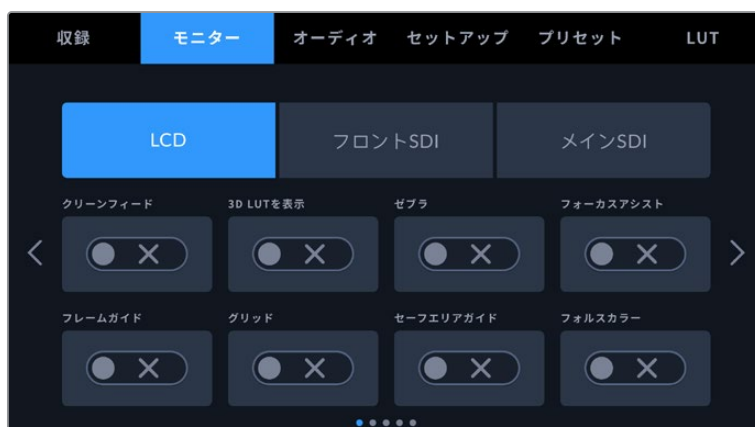 収録 モニター オーディオ セットアップ プリセット LUT
LCD フロントSDI メインSDI
クリーンフィード 3D LUTを表示 ゼブラ フォーカスアシスト
フレームガイド グリッド セーフエリアガイド フォルスカラー